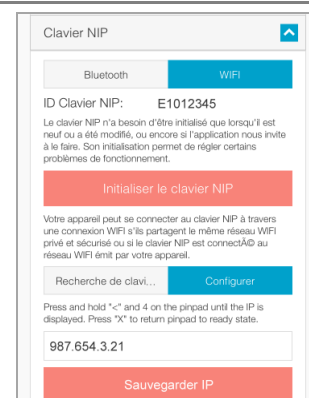 Clavier NIP
Bluetooth
WIFI
ID Clavier NIP: E1012345
Le clavier NIP n'a besoin d'être initialisé que lorsqu'il est
neuf ou a été modifié, ou encore si l'application nous invite
à le faire. Son initialisation permet de régler certains
problèmes de fonctionnement.
Initialiser le clavier NIP
Votre appareil peut se connecter au clavier NIP à travers
une connexion WIFI s'ils partagent le même réseau WIFI
privé et sécurisé ou si le clavier NIP est connectÃ© au
réseau WIFI émit par votre appareil.
Recherche de clavi...
Configurer
Press and hold "<" and 4 on the pinpad until the IP is
displayed. Press "X" to return pinpad to ready state.
987.654.3.21
Sauvegarder IP